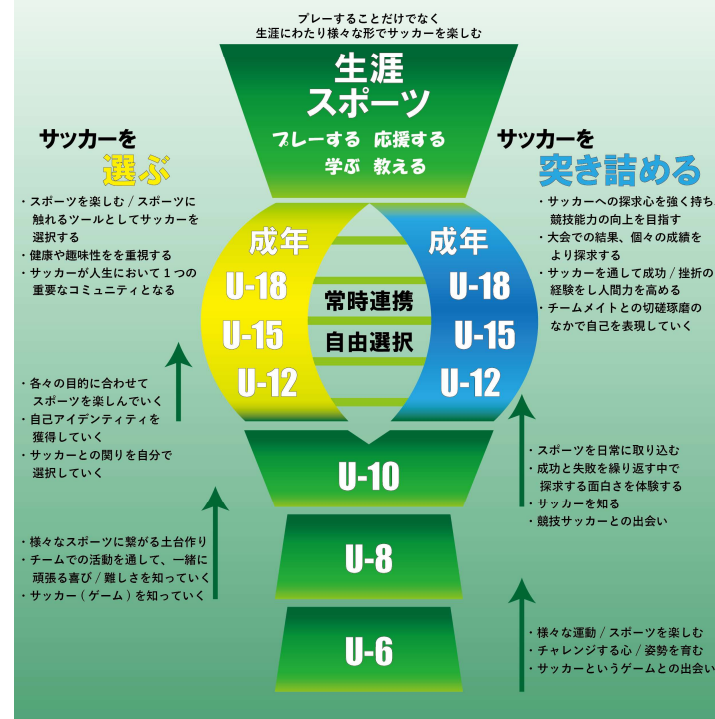 プレーすることだけでなく
生涯にわたり様々な形でサッカーを楽しむ
生涯
スポーツ
プレーする 応援する
学ぶ 教える
サッカーを
選ぶ
・スポーツを楽しむ / スポーツに
触れるツールとしてサッカーを
選択する
・健康や趣味性をを重視する
・サッカーが人生において１つの
重要なコミュニティとなる
サッカーを
突き詰める
・サッカーへの探求心を強く持ち、
競技能力の向上を目指す
・大会での結果、個々の成績を
より探求する
・サッカーを通して成功 / 挫折の
経験をし人間力を高める
・チームメイトとの切磋琢磨の
なかで自己を表現していく
成年
U-18
U-15
U-12
常時連携
自由選択
成年
U-18
U-15
U-12
・各々の目的に合わせて
スポーツを楽しんでいく
・自己アイデンティティを
獲得していく
・サッカーとの関りを自分で
選択していく
U-10
・スポーツを日常に取り込む
・成功と失敗を繰り返す中で
探求する面白さを体験する
・サッカーを知る
・競技サッカーとの出会い
・様々なスポーツに繋がる土台作り
・チームでの活動を通して、一緒に
頑張る喜び / 難しさを知っていく
・サッカー ( ゲーム ) を知っていく
U-8
U-6
・様々な運動 / スポーツを楽しむ
・チャレンジする心 / 姿勢を育む
・サッカーというゲームとの出会い